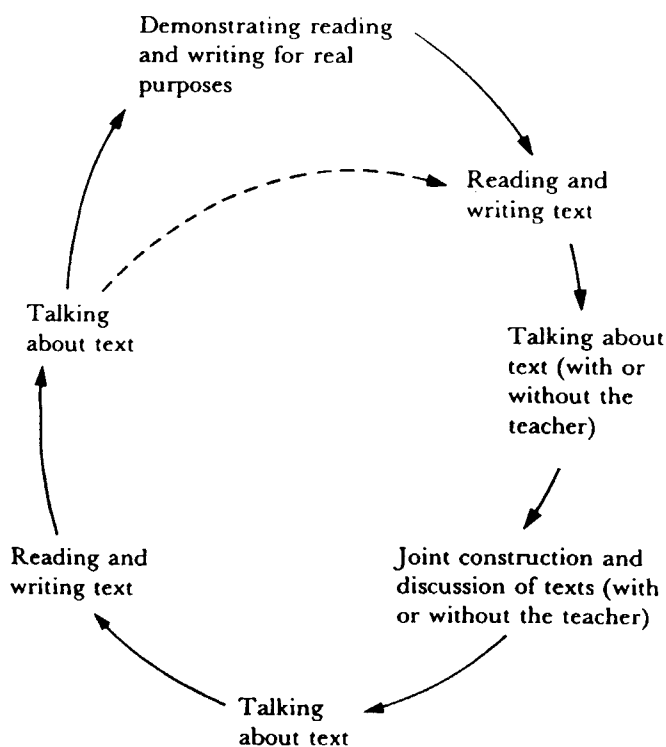 Demonstrating reading
and writing for real
purposes
Reading and
writing text
Talking about
text (with or
without the
teacher)
Joint construction and
discussion of texts (with
or without the teacher)
Talking
about text
Reading and
writing text
Talking
about text